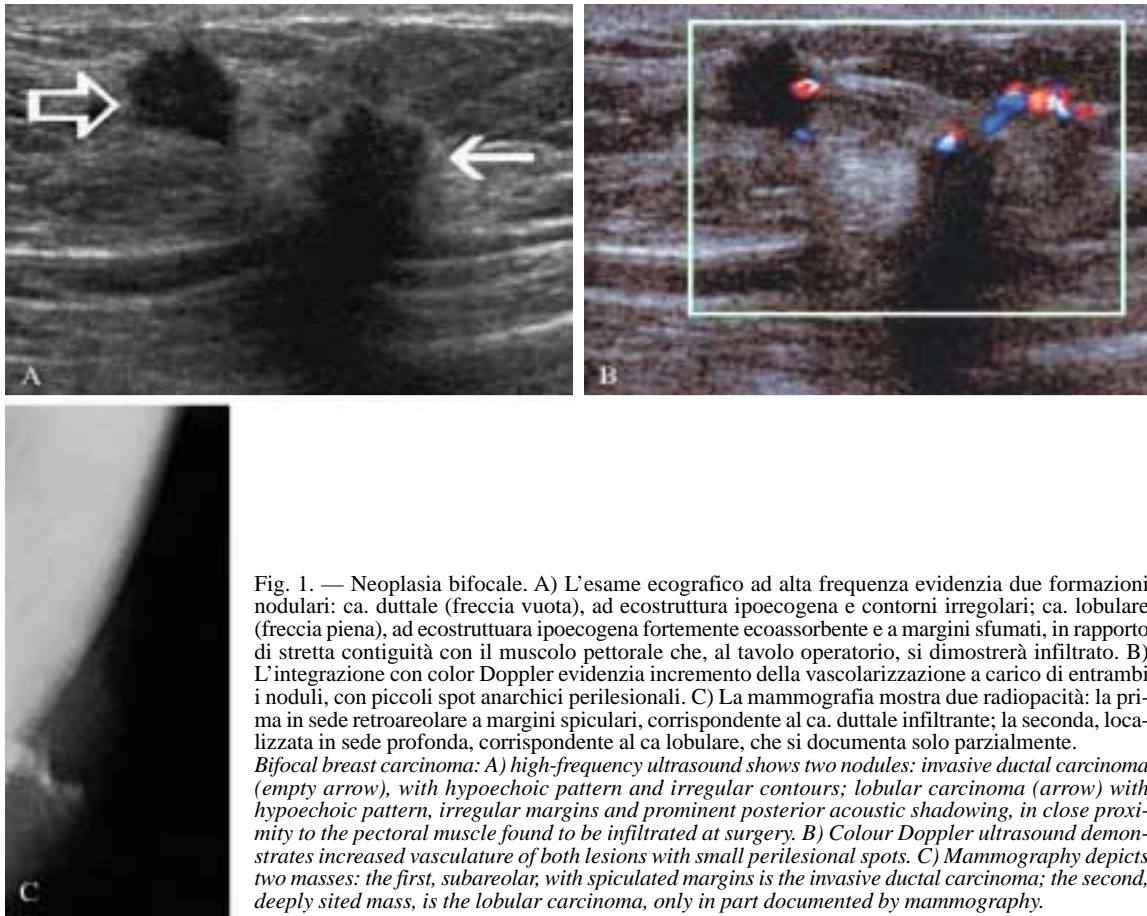 A
B
C
Fig. 1. — Neoplasia bifocale. A) L'esame ecografico ad alta frequenza evidenzia due formazioni
nodulari: ca. duttale (freccia vuota), ad ecostruttura ipoecogena e contorni irregolari; ca. lobulare
(freccia piena), ad ecostruttuara ipoecogena fortemente ecoassorbente e a margini sfumati, in rapporto
di stretta contiguità con il muscolo pettorale che, al tavolo operatorio, si dimostrerà infiltrato. B)
L'integrazione con color Doppler evidenzia incremento della vascolarizzazione a carico di entrambi
i noduli, con piccoli spot anarchici perilesionali. C) La mammografia mostra due radiopacità: la pri-
ma in sede retroareolare a margini spiculari, corrispondente al ca. duttale infiltrante; la seconda, loca-
lizzata in sede profonda, corrispondente al ca lobulare, che si documenta solo parzialmente.
Bifocal breast carcinoma: A) high-frequency ultrasound shows two nodules: invasive ductal carcinoma
(empty arrow), with hypoechoic pattern and irregular contours; lobular carcinoma (arrow) with
hypoechoic pattern, irregular margins and prominent posterior acoustic shadowing, in close proxi-
mity to the pectoral muscle found to be infiltrated at surgery. B) Colour Doppler ultrasound demon-
strates increased vasculature of both lesions with small perilesional spots. C) Mammography depicts
two masses: the first, subareolar, with spiculated margins is the invasive ductal carcinoma; the second,
deeply sited mass, is the lobular carcinoma, only in part documented by mammography.